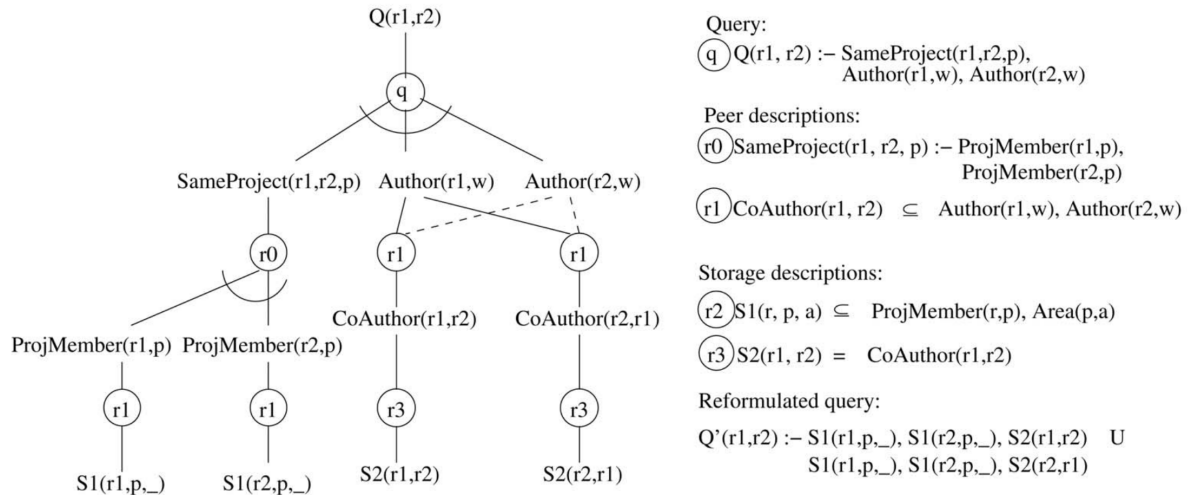 Q(r1,r2)
q
SameProject(r1,r2,p) Author(r1,w) Author(r2,w)
r0 r1 r1
CoAuthor(r1,r2) CoAuthor(r2,r1)
ProjMember(r1,p) ProjMember(r2,p)
r1 r1 r3 r3
S1(r1,p,_) S1(r2,p,_) S2(r1,r2) S2(r2,r1)
Query:
q Q(r1, r2) :– SameProject(r1,r2,p),
Author(r1,w), Author(r2,w)
Peer descriptions:
r0 SameProject(r1, r2, p) :– ProjMember(r1,p),
ProjMember(r2,p)
r1 CoAuthor(r1, r2) ⊆ Author(r1,w), Author(r2,w)
Storage descriptions:
r2 S1(r, p, a) ⊆ ProjMember(r,p), Area(p,a)
r3 S2(r1, r2) = CoAuthor(r1,r2)
Reformulated query:
Q’(r1,r2) :– S1(r1,p,_), S1(r2,p,_), S2(r1,r2) U
S1(r1,p,_), S1(r2,p,_), S2(r2,r1)